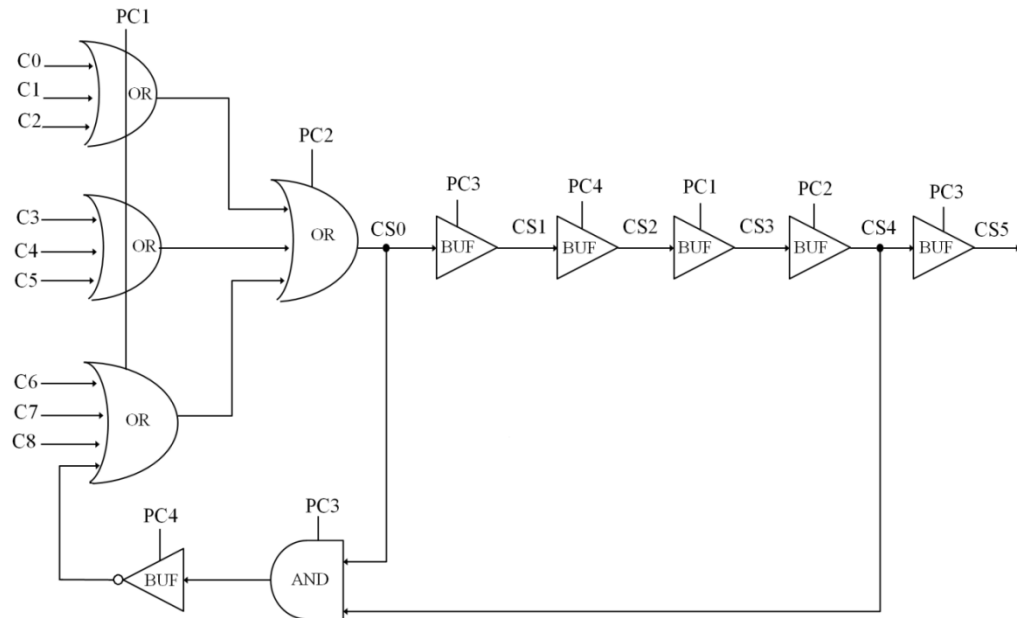 PC1
C0
C1
C2
OR
PC2
C3
C4
C5
OR
OR
CS0
PC3
BUF
CS1
PC4
BUF
CS2
PC1
BUF
CS3
PC2
BUF
CS4
PC3
BUF
CS5
C6
C7
C8
OR
PC4
BUF
PC3
AND